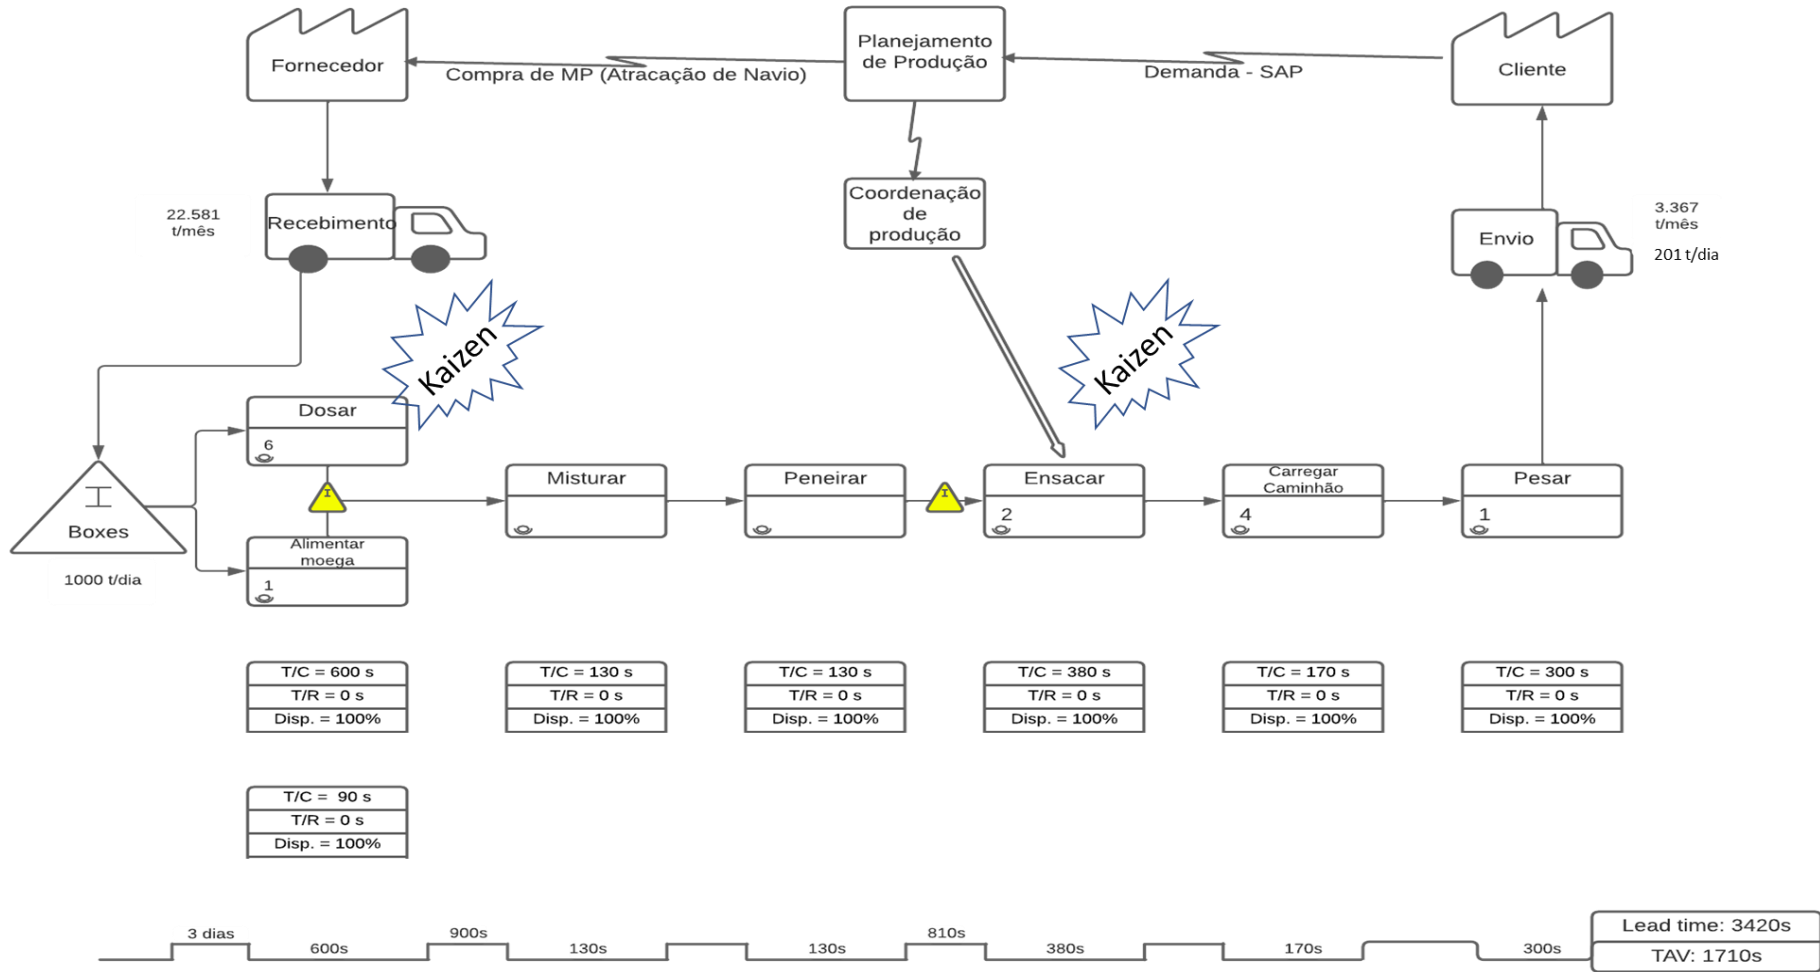 Fornecedor
Compra de MP (Atracação de Navio)
Planejamento
de Produção
Demanda - SAP
Cliente
22.581
t/mês
Recebimento
Coordenação
de
produção
Envio
3.367
t/mês
201 t/dia
Kaizen
Kaizen
Dosar
6
I
Boxes
1000 t/dia
I
Alimentar
moega
1
Misturar
Peneirar
I
Ensacar
2
Carregar
Caminhão
4
Pesar
1
T/C = 600 s
T/R = 0 s
Disp. = 100%
T/C = 130 s
T/R = 0 s
Disp. = 100%
T/C = 130 s
T/R = 0 s
Disp. = 100%
T/C = 380 s
T/R = 0 s
Disp. = 100%
T/C = 170 s
T/R = 0 s
Disp. = 100%
T/C = 300 s
T/R = 0 s
Disp. = 100%
T/C = 90 s
T/R = 0 s
Disp. = 100%
3 dias
600s
900s
130s
130s
810s
380s
170s
300s
Lead time: 3420s
TAV: 1710s